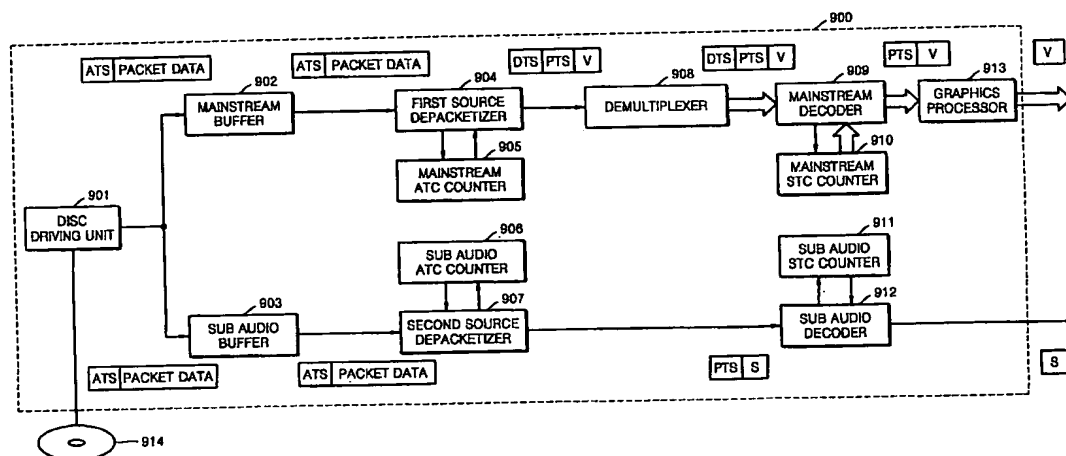 900
ATS PACKET DATA
ATS PACKET DATA
DTS PTS V
DTS PTS V
PTS V
V
902
MAINSTREAM
BUFFER
904
FIRST SOURCE
DEPACKETIZER
908
DEMULTIPLEXER
909
MAINSTREAM
DECODER
913
GRAPHICS
PROCESSOR
905
MAINSTREAM
ATC COUNTER
910
MAINSTREAM
STC COUNTER
901
DISC
DRIVING UNIT
906
SUB AUDIO
ATC COUNTER
911
SUB AUDIO
STC COUNTER
903
SUB AUDIO
BUFFER
907
SECOND SOURCE
DEPACKETIZER
912
SUB AUDIO
DECODER
ATS PACKET DATA
ATS PACKET DATA
PTS S
S
914